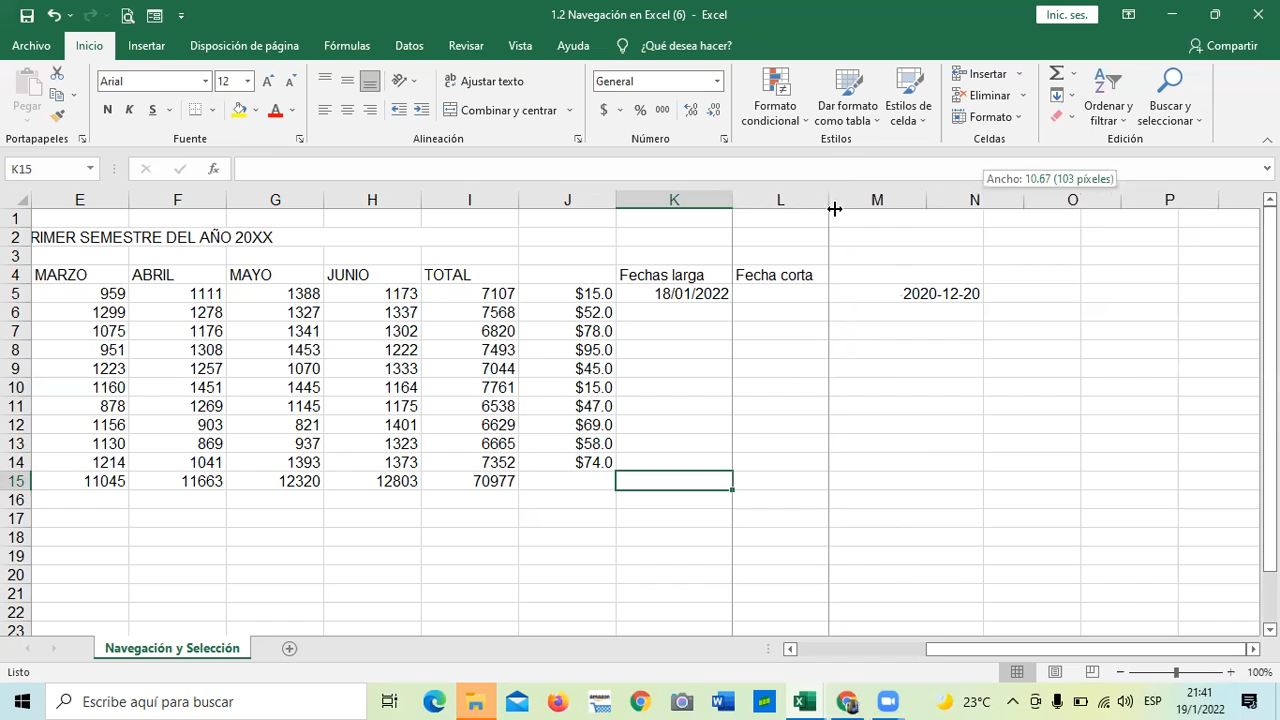 1.2 Navegación en Excel (6) - Excel
Inic. ses.
Archivo Inicio Insertar Disposición de página Fórmulas Datos Revisar Vista Ayuda ¿Qué desea hacer? Compartir
Pegar
Arial 12
N K S
Ajustar texto
Combinar y centrar
General
$ % 000
Formato condicional
Dar formato como tabla
Estilos de celda
Insertar
Eliminar
Formato
Ordenar y filtrar
Buscar y seleccionar
Portapapeles Fuente Alineación Número Estilos Celdas Edición
K15
fx
Ancho: 10.67 (103 píxeles)
E F G H I J K L M N O P
1
2 RIMER SEMESTRE DEL AÑO 20XX
3
4 MARZO ABRIL MAYO JUNIO TOTAL Fechas larga Fecha corta
5 959 1111 1388 1173 7107 $15.0 18/01/2022 2020-12-20
6 1299 1278 1327 1337 7568 $52.0
7 1075 1176 1341 1302 6820 $78.0
8 951 1308 1453 1222 7493 $95.0
9 1223 1257 1070 1333 7044 $45.0
10 1160 1451 1445 1164 7761 $15.0
11 878 1269 1145 1175 6538 $47.0
12 1156 903 821 1401 6629 $69.0
13 1130 869 937 1323 6665 $58.0
14 1214 1041 1393 1373 7352 $74.0
15 11045 11663 12320 12803 70977
16
17
18
19
20
21
22
23
Navegación y Selección
Listo
100%
Escribe aquí para buscar
23°C
ESP
21:41
19/1/2022